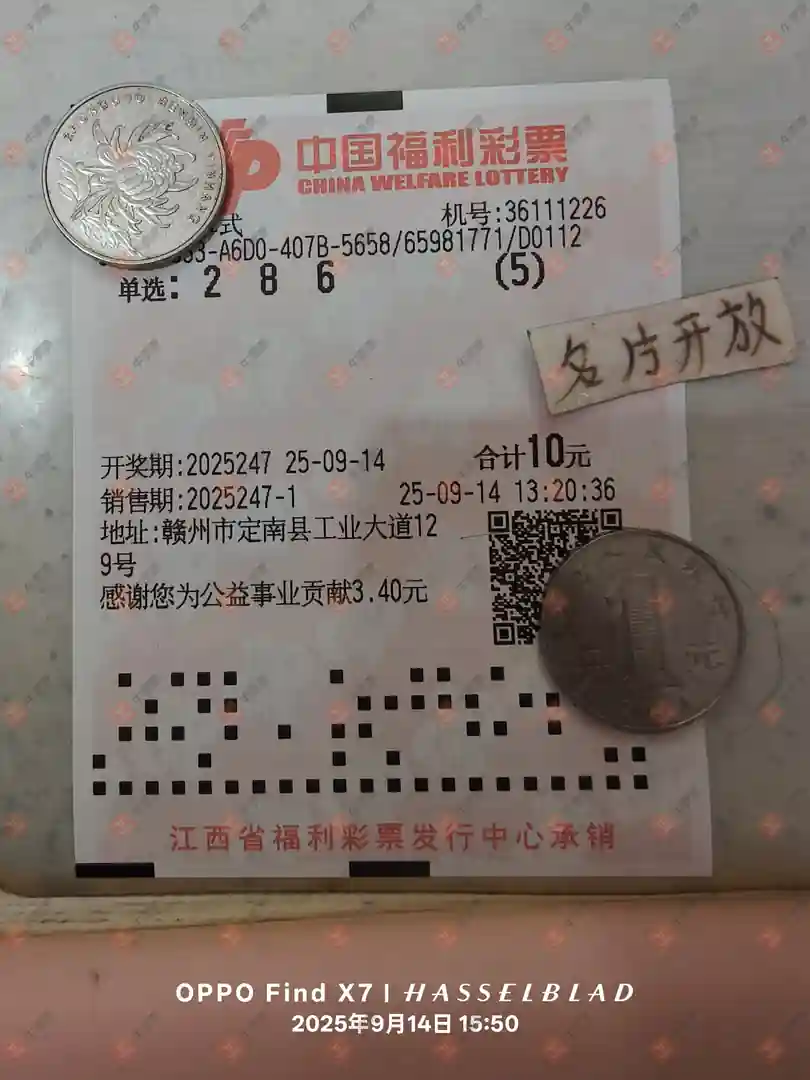 中国福利彩票
CHINA WELFARE LOTTERY
式
机号:36111226
-A6D0-407B-5658/65981771/D0112
单选: 2 8 6 (5)
名片开放
开奖期:2025247 25-09-14 合计10元
销售期:2025247-1 25-09-14 13:20:36
地址:赣州市定南县工业大道12
9号
感谢您为公益事业贡献3.40元
元
江西省福利彩票发行中心承销
OPPO Find X7 | HASSELBLAD
2025年9月14日 15:50